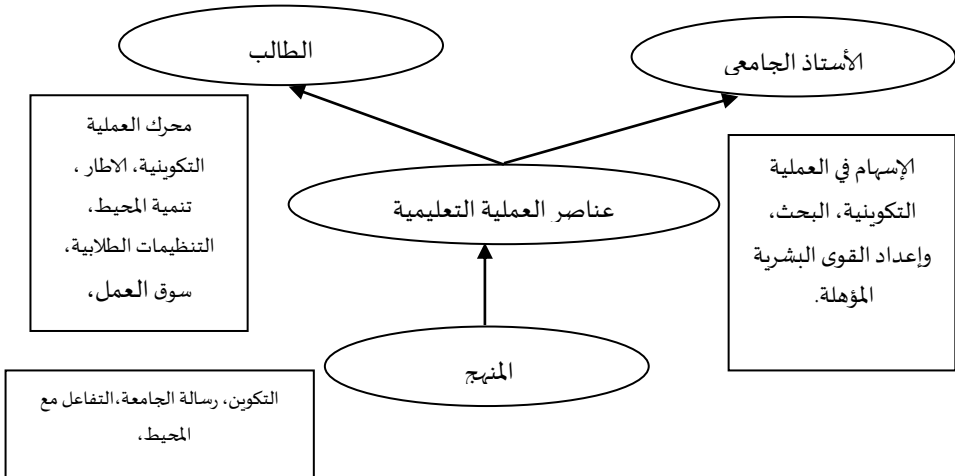 الأستاذ الجامعي
الطالب
الإسهام في العملية
التكوينية، البحث،
وإعداد القوى البشرية
المؤهلة.
عناصر العملية التعليمية
محرك العملية
التكوينية، الاطار ،
تنمية المحيط،
التنظيمات الطلابية،
سوق العمل،
المنهج
التكوين، رسالة الجامعة،التفاعل مع
المحيط،